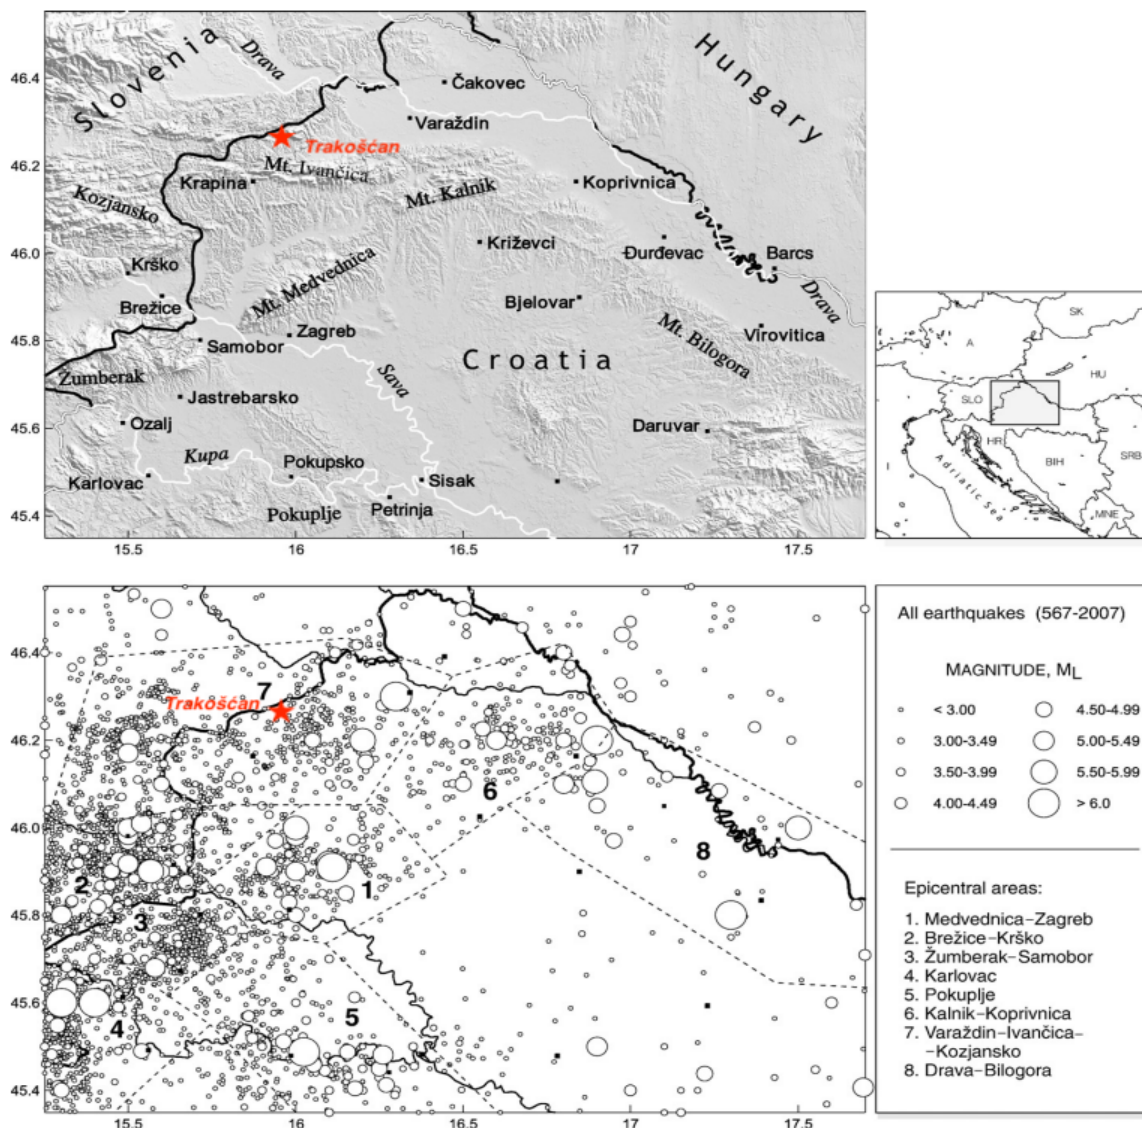 Slovenia
Drava
Hungary
46.4
Čakovec
Varaždin
Trakošćan
46.2
Mt. Ivančica
Krapina
Mt. Kalnik
Koprivnica
Kozjansko
46.0
Križevci
Đurđevac
Barcs
Krško
Mt. Medvednica
Brežice
Bjelovar
Drava
Zagreb
Mt. Bilogora
Virovitica
45.8
Samobor
Croatia
Žumberak
Sava
Jastrebarsko
45.6
Ozalj
Daruvar
Kupa
Pokupsko
Karlovac
Sisak
Petrinja
Pokuplje
45.4
15.5 16 16.5 17 17.5
SK
A
HU
SLO
HR
BIH
SRB
I
Adriatic Sea
MNE
46.4
7
Trakošćan
46.2
6
46.0
8
2
1
45.8
3
45.6
4
5
45.4
15.5 16 16.5 17 17.5
All earthquakes (567-2007)
MAGNITUDE, ML
< 3.00 4.50-4.99
3.00-3.49 5.00-5.49
3.50-3.99 5.50-5.99
4.00-4.49 > 6.0
Epicentral areas:
1. Medvednica-Zagreb
2. Brežice-Krško
3. Žumberak-Samobor
4. Karlovac
5. Pokuplje
6. Kalnik-Koprivnica
7. Varaždin-Ivančica-
-Kozjansko
8. Drava-Bilogora